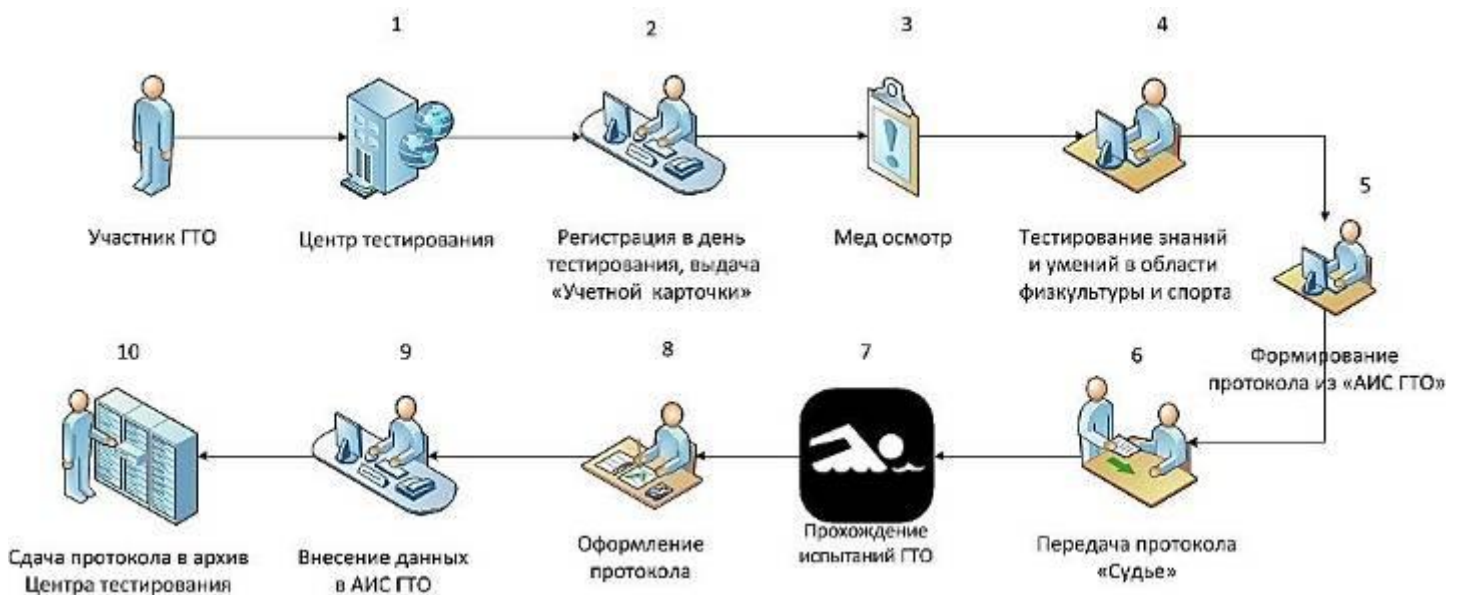 1
2
3
4
Участник ГТО
Центр тестирования
Регистрация в день
тестирования, выдача
«Учетной карточки»
Мед осмотр
Тестирование знаний
и умений в области
физкультуры и спорта
5
Формирование
протокола из «АИС ГТО»
6
Передача протокола
«Судье»
7
Прохождение
испытаний ГТО
8
Оформление
протокола
9
Внесение данных
в АИС ГТО
10
Сдача протокола в архив
Центра тестирования